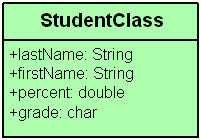 StudentClass
+lastName: String
+firstName: String
+percent: double
+grade: char